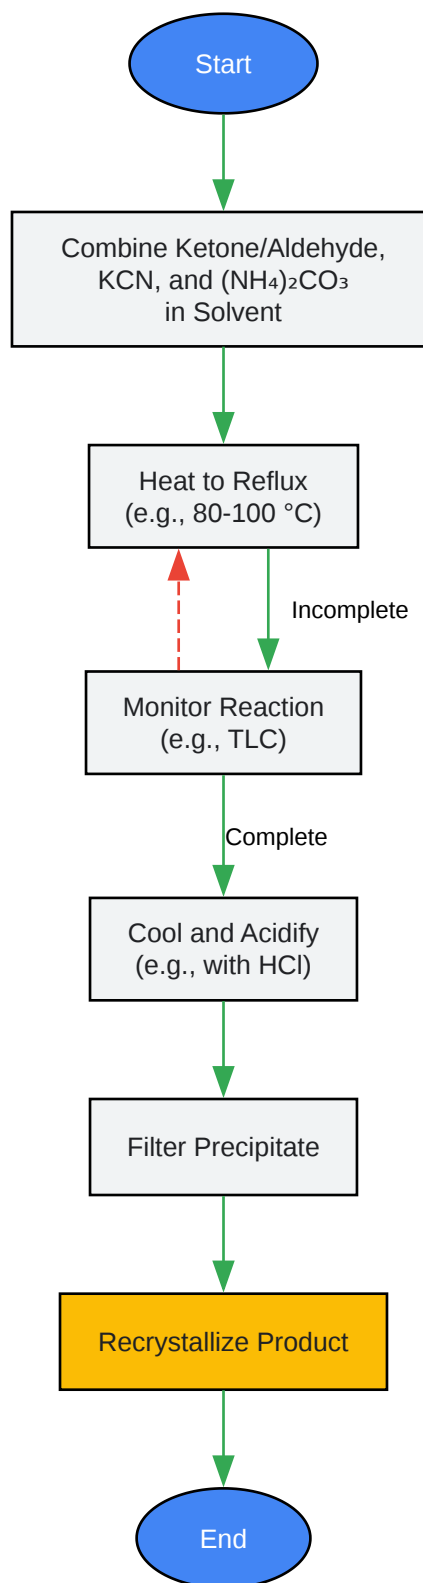 Start
Combine Ketone/Aldehyde,
KCN, and (NH₄)₂CO₃
in Solvent
Heat to Reflux
(e.g., 80-100 °C)
Incomplete
Monitor Reaction
(e.g., TLC)
Complete
Cool and Acidify
(e.g., with HCl)
Filter Precipitate
Recrystallize Product
End